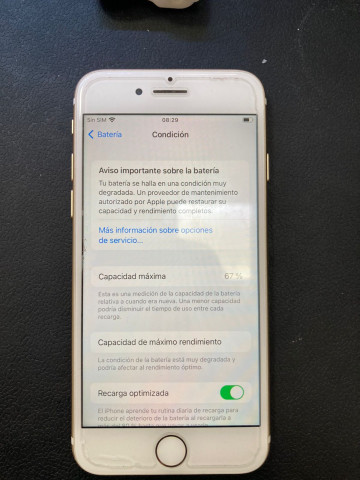 Sin SIM 08:29
Batería Condición
Aviso importante sobre la batería
Tu batería se halla en una condición muy
degradada. Un proveedor de mantenimiento
autorizado por Apple puede restaurar su
capacidad y rendimiento completos.
Más información sobre opciones
de servicio...
Capacidad máxima 67 %
Esta es una medición de la capacidad de la batería
relativa a cuando era nueva. Una menor capacidad
podría disminuir el tiempo de uso entre cada
recarga.
Capacidad de máximo rendimiento
La condición de la batería está muy degradada y
podría afectar al rendimiento óptimo.
Recarga optimizada
El iPhone aprende tu rutina diaria de recarga para
reducir el deterioro de la batería al recargarla a